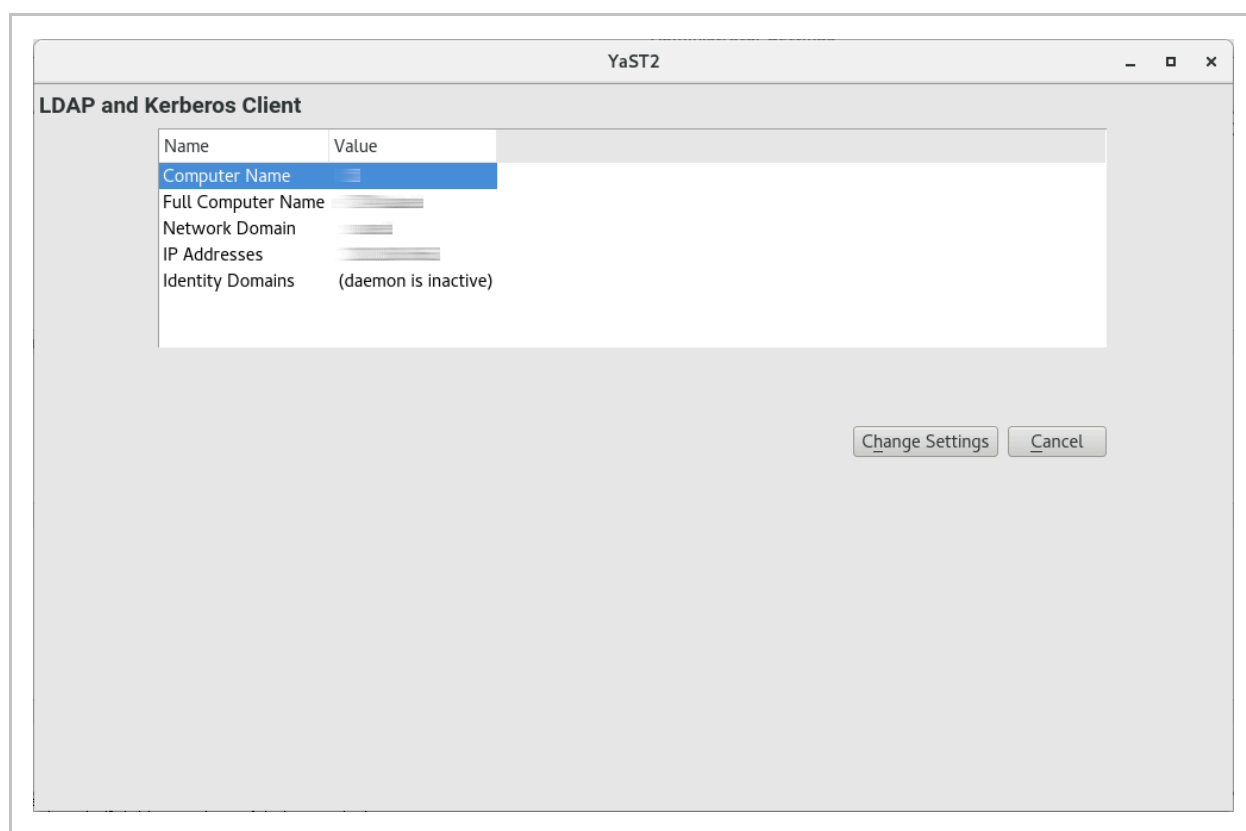 YaST2
LDAP and Kerberos Client
Name Value
Computer Name
Full Computer Name
Network Domain
IP Addresses
Identity Domains (daemon is inactive)
Change Settings Cancel